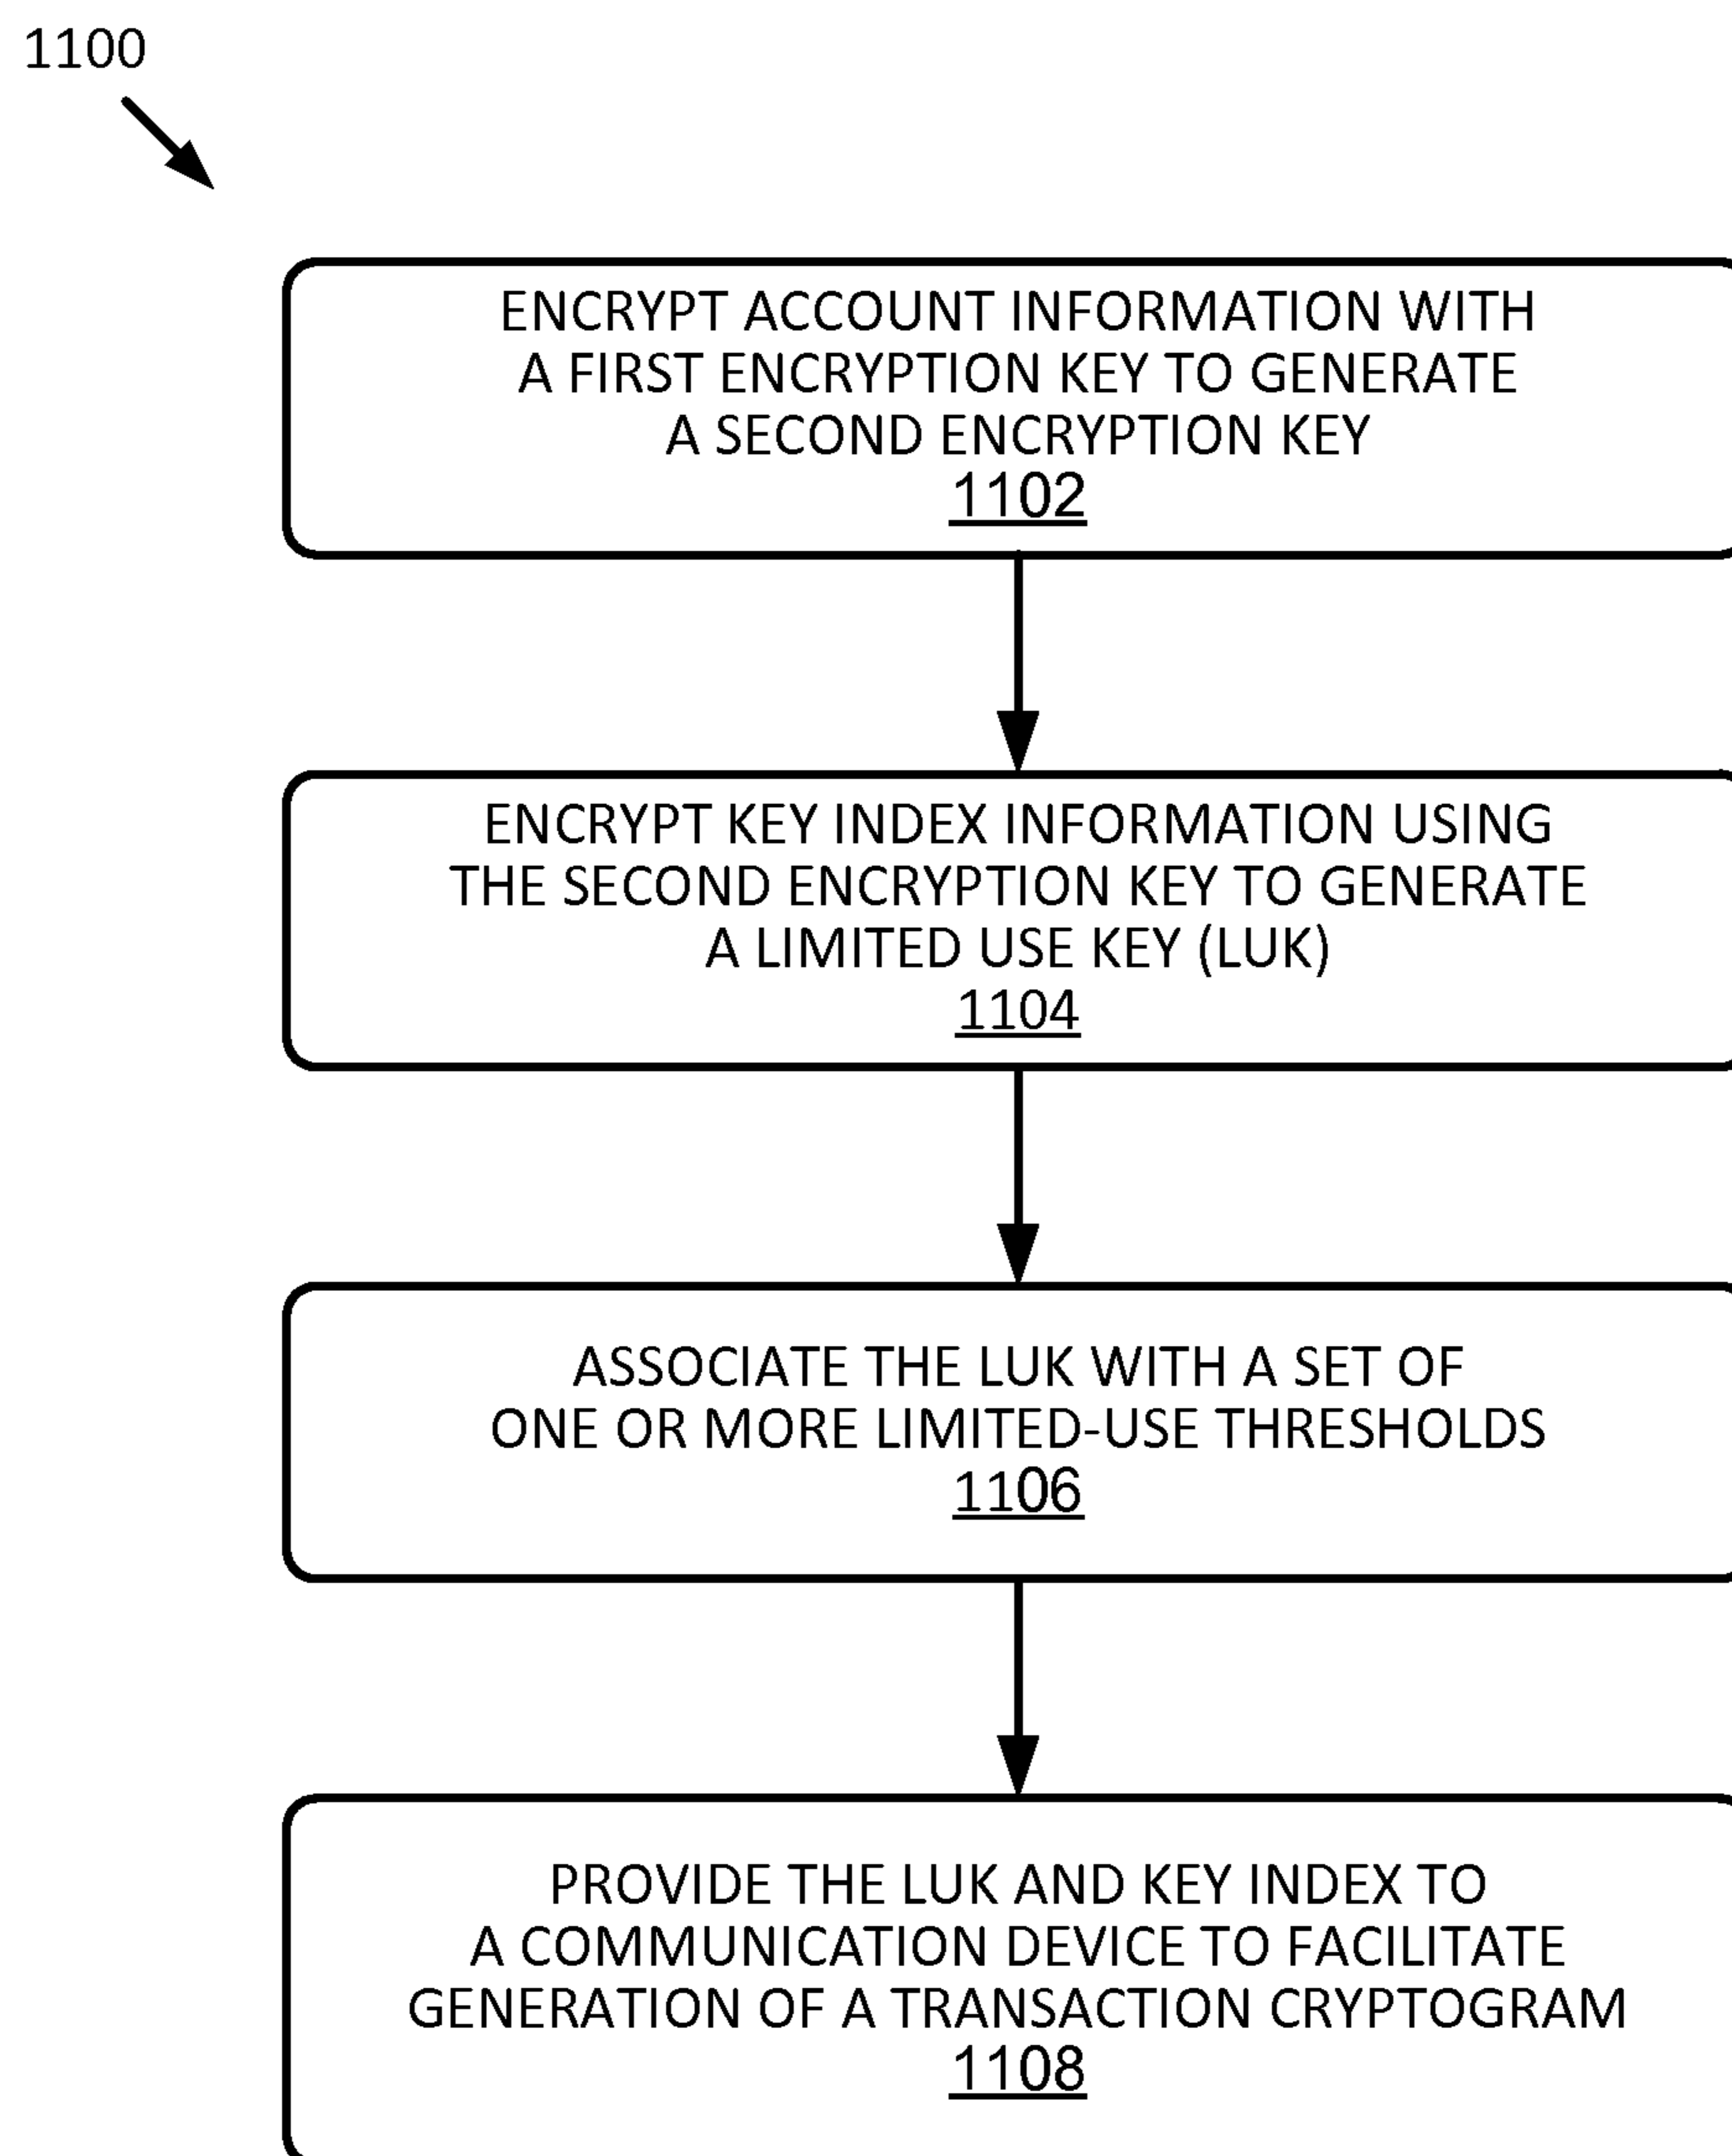 1100
ENCRYPT ACCOUNT INFORMATION WITH
A FIRST ENCRYPTION KEY TO GENERATE
A SECOND ENCRYPTION KEY
1102
ENCRYPT KEY INDEX INFORMATION USING
THE SECOND ENCRYPTION KEY TO GENERATE
A LIMITED USE KEY (LUK)
1104
ASSOCIATE THE LUK WITH A SET OF
ONE OR MORE LIMITED-USE THRESHOLDS
1106
PROVIDE THE LUK AND KEY INDEX TO
A COMMUNICATION DEVICE TO FACILITATE
GENERATION OF A TRANSACTION CRYPTOGRAM
1108